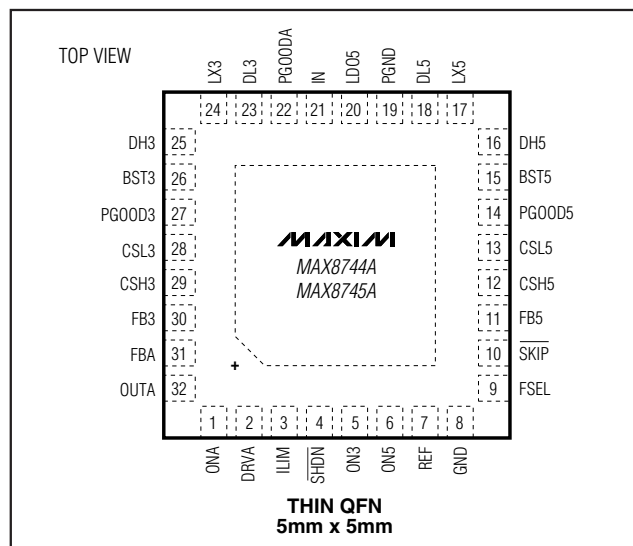 TOP VIEW
LX3
DL3
PGOODA
IN
LDO5
PGND
DL5
LX5
24 23 22 21 20 19 18 17
DH3 25
BST3 26
PGOOD3 27
CSL3 28
CSH3 29
FB3 30
FBA 31
OUTA 32
MAXIM
MAX8744A
MAX8745A
+
16 DH5
15 BST5
14 PGOOD5
13 CSL5
12 CSH5
11 FB5
10 SKIP
9 FSEL
1 2 3 4 5 6 7 8
ONA
DRVA
ILIM
SHDN
ON3
ON5
REF
GND
THIN QFN
5mm x 5mm